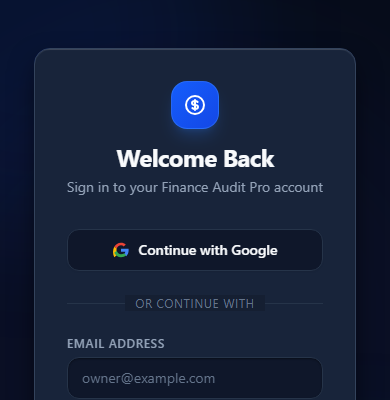 Welcome Back
Sign in to your Finance Audit Pro account
Continue with Google
OR CONTINUE WITH
EMAIL ADDRESS
owner@example.com